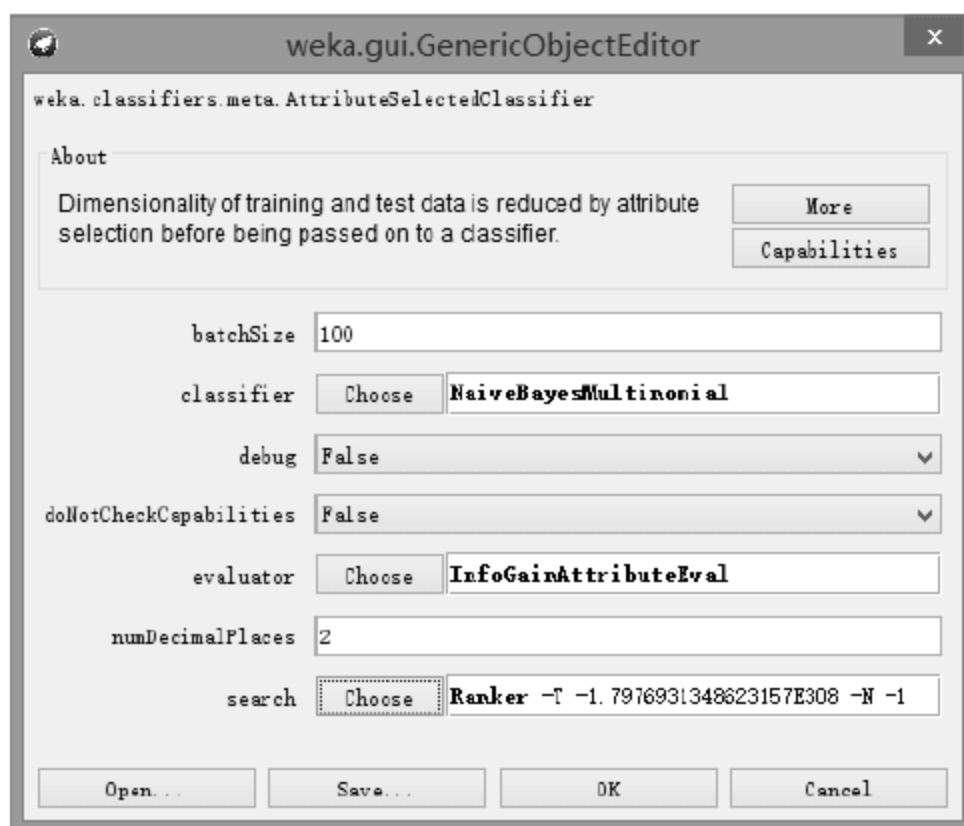 weka.gui.GenericObjectEditor
x
weka.classifiers.meta.AttributeSelectedClassifier
About
Dimensionality of training and test data is reduced by attribute
selection before being passed on to a classifier.
More
Capabilities
batchSize 100
classifier Choose NaiveBayesMultinomial
debug False
doNotCheckCapabilities False
evaluator Choose InfoGainAttributeEval
numDecimalPlaces 2
search Choose Ranker -T -1.7976931348623157E308 -N -1
Open... Save... OK Cancel